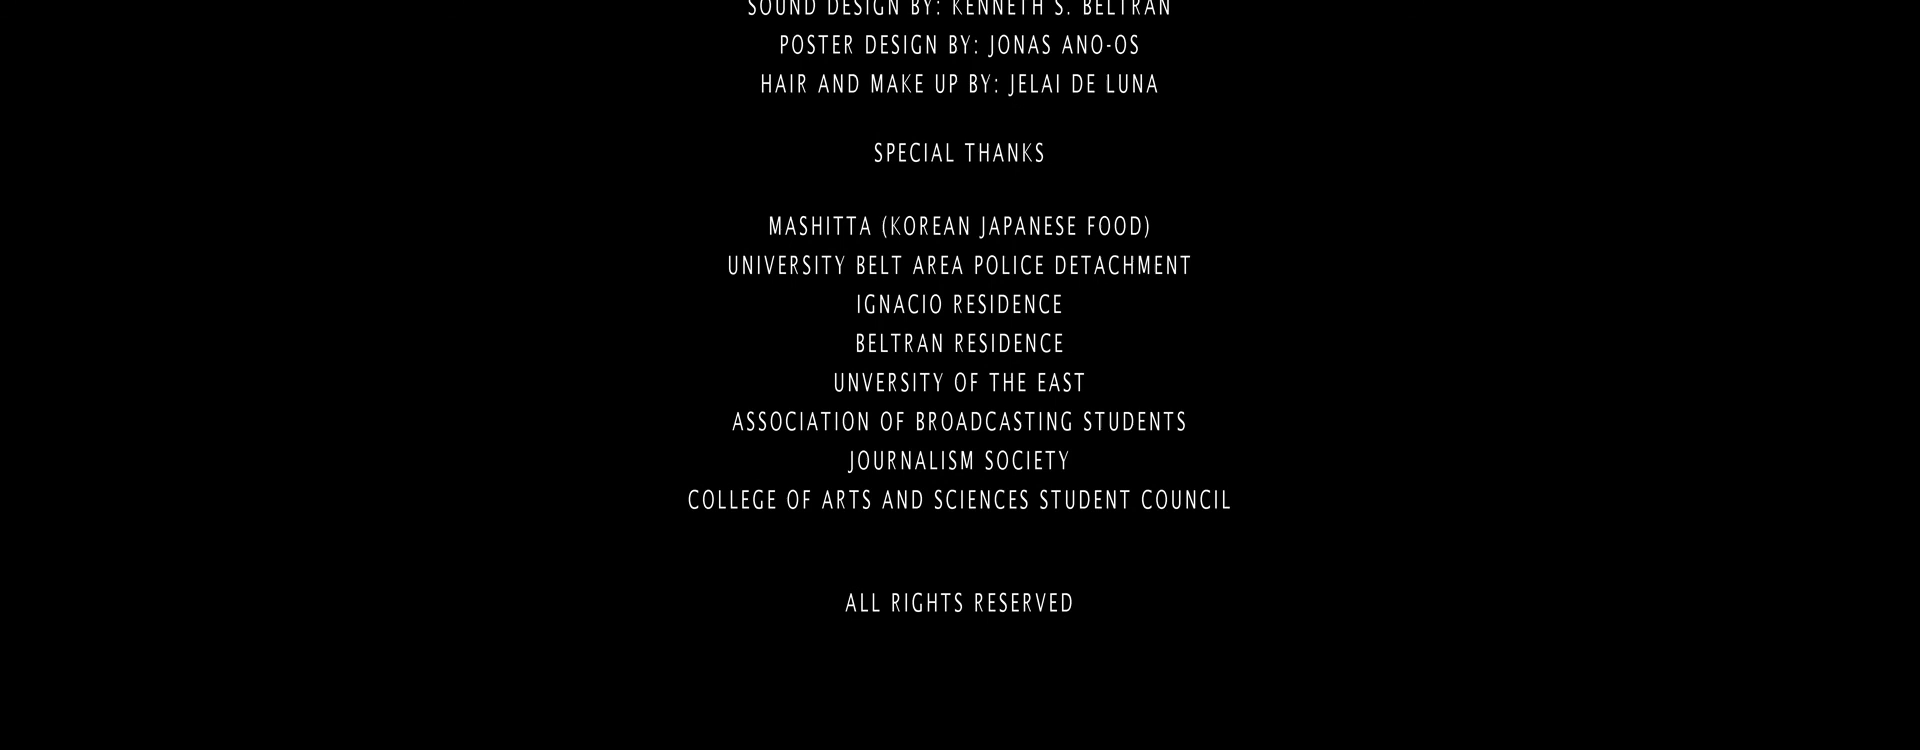 SOUND DESIGN BY: KENNETH S. BELTRAN
POSTER DESIGN BY: JONAS ANO-OS
HAIR AND MAKE UP BY: JELAI DE LUNA
SPECIAL THANKS
MASHITTA (KOREAN JAPANESE FOOD)
UNIVERSITY BELT AREA POLICE DETACHMENT
IGNACIO RESIDENCE
BELTRAN RESIDENCE
UNVERSITY OF THE EAST
ASSOCIATION OF BROADCASTING STUDENTS
JOURNALISM SOCIETY
COLLEGE OF ARTS AND SCIENCES STUDENT COUNCIL
ALL RIGHTS RESERVED